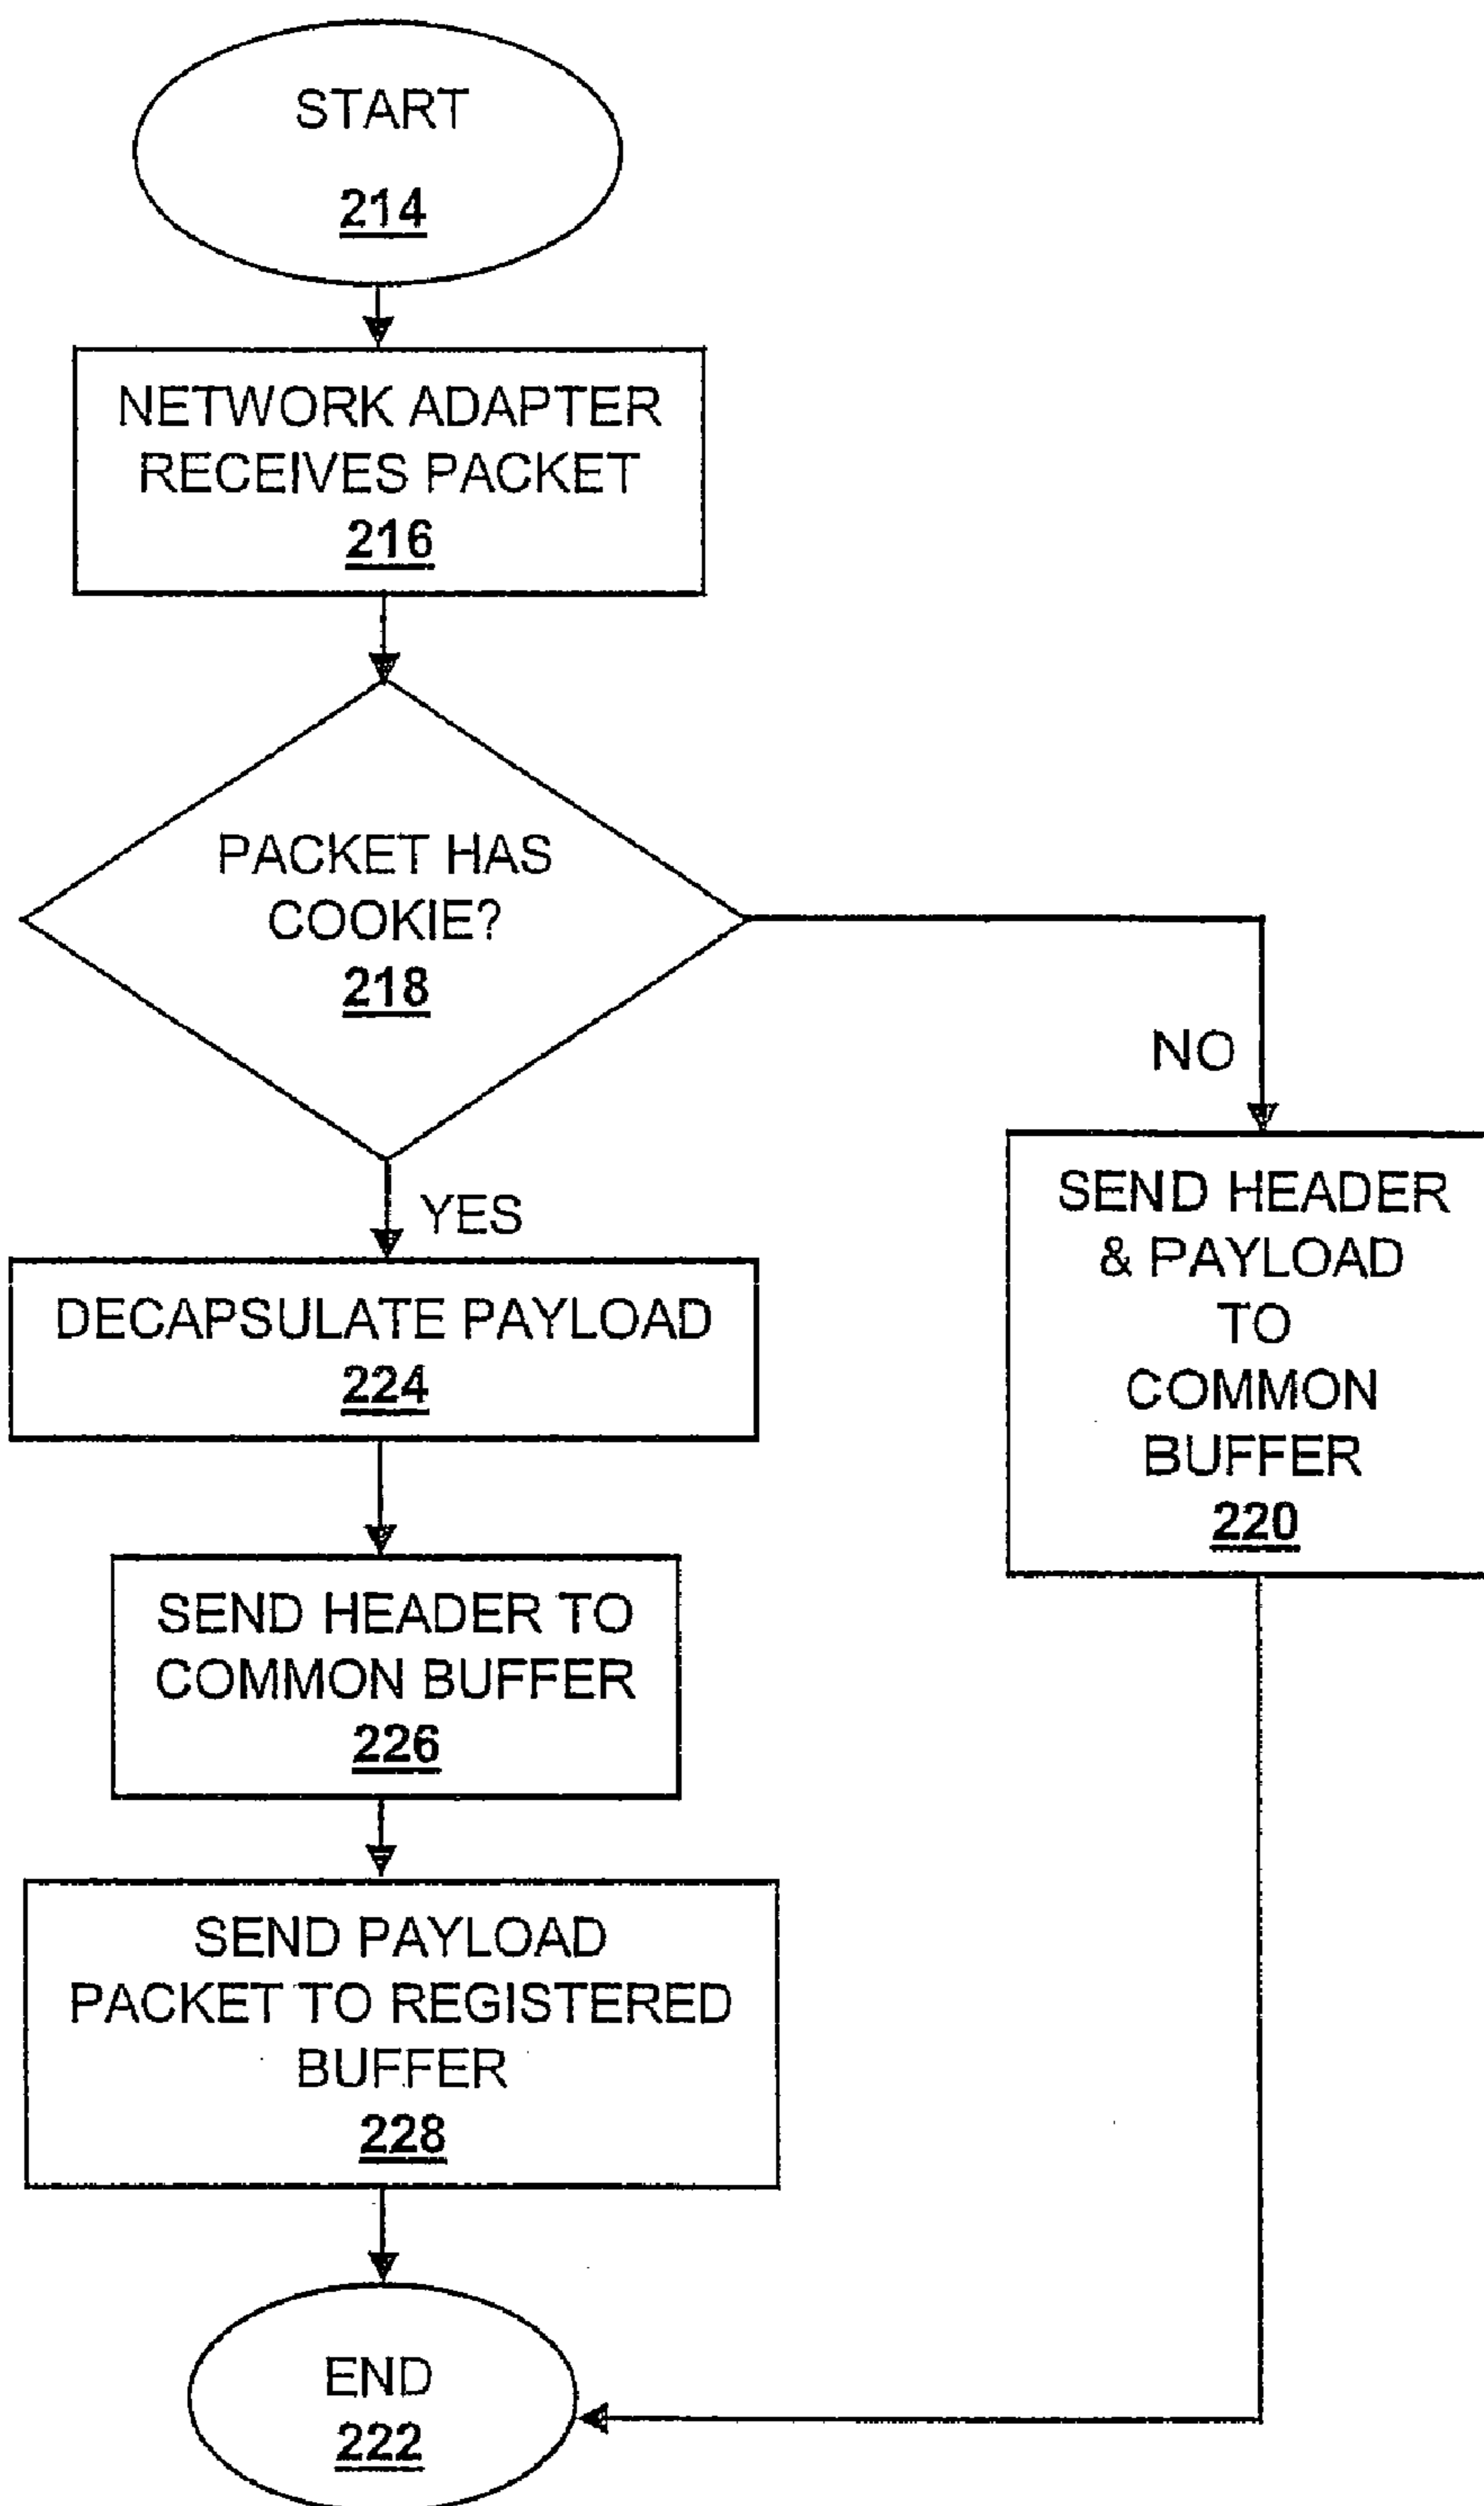 START
214
NETWORK ADAPTER
RECEIVES PACKET
216
PACKET HAS
COOKIE?
218
NO
YES
SEND HEADER
& PAYLOAD
TO
COMMON
BUFFER
220
DECAPSULATE PAYLOAD
224
SEND HEADER TO
COMMON BUFFER
226
SEND PAYLOAD
PACKET TO REGISTERED
BUFFER
228
END
222